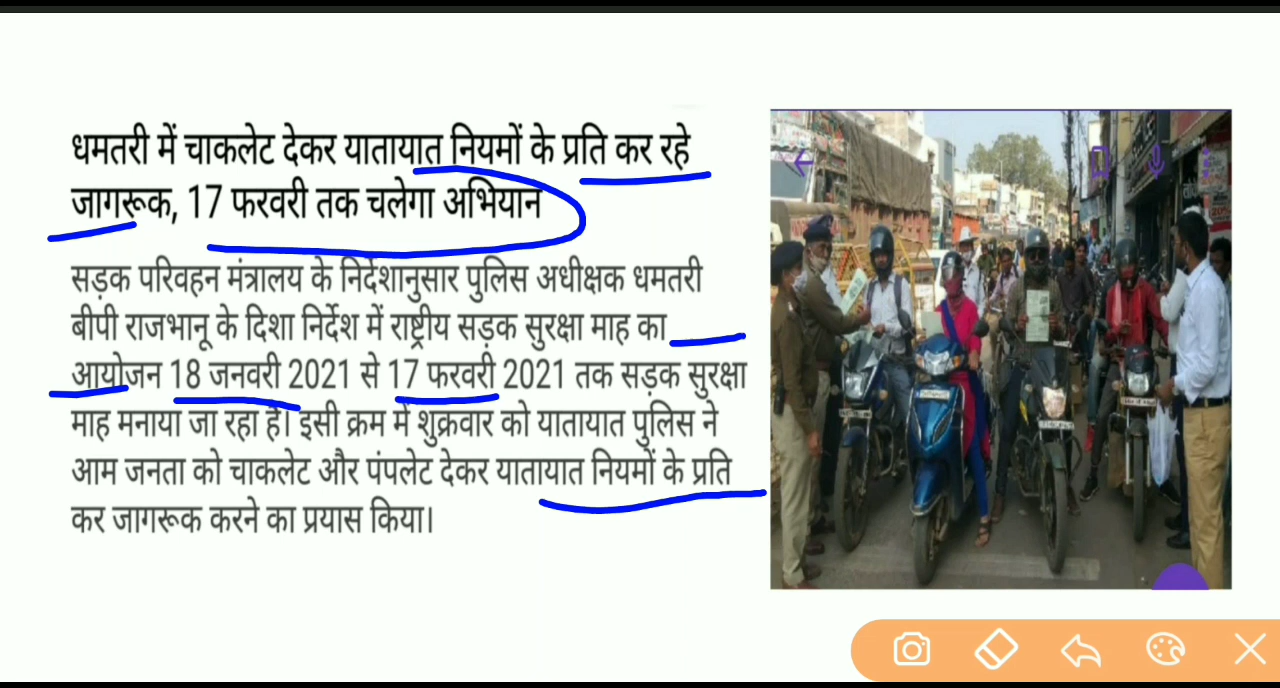 धमतरी में चाकलेट देकर यातायात नियमों के प्रति कर रहे
जागरूक, 17 फरवरी तक चलेगा अभियान
सड़क परिवहन मंत्रालय के निर्देशानुसार पुलिस अधीक्षक धमतरी
बीपी राजभानू के दिशा निर्देश में राष्ट्रीय सड़क सुरक्षा माह का
आयोजन 18 जनवरी 2021 से 17 फरवरी 2021 तक सड़क सुरक्षा
माह मनाया जा रहा है। इसी क्रम में शुक्रवार को यातायात पुलिस ने
आम जनता को चाकलेट और पंपलेट देकर यातायात नियमों के प्रति
कर जागरूक करने का प्रयास किया।